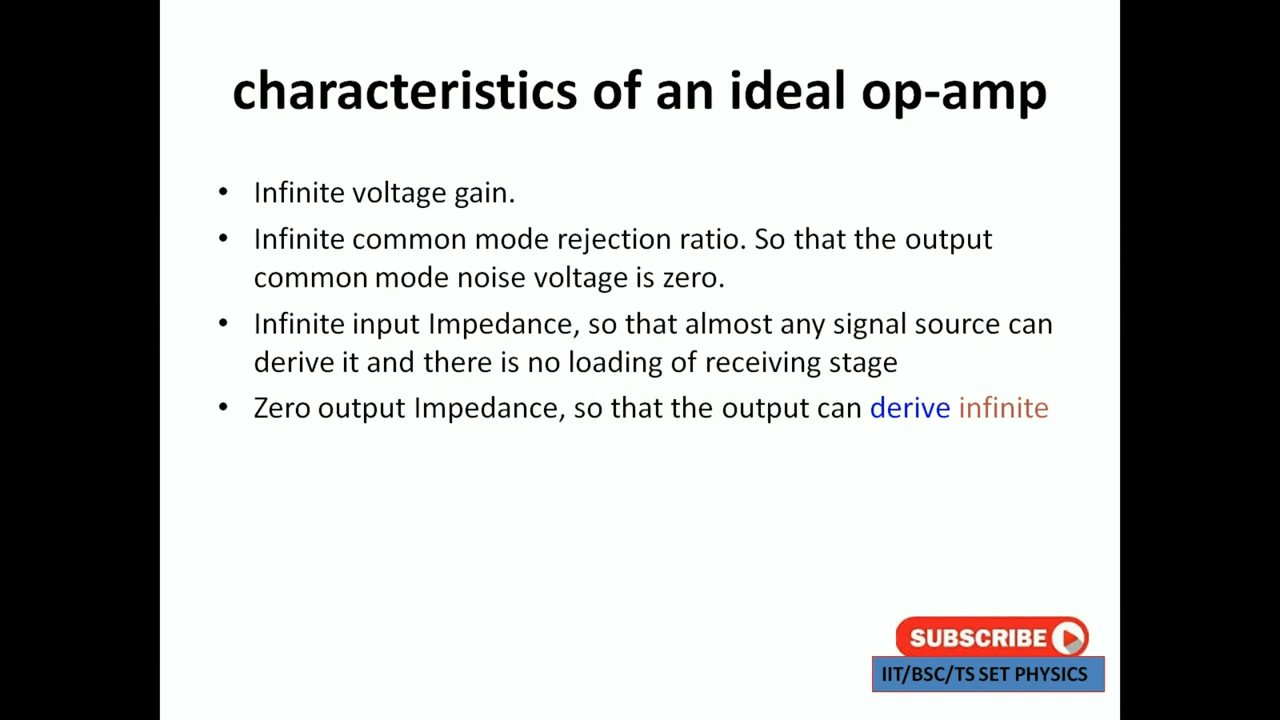 characteristics of an ideal op-amp
• Infinite voltage gain.
• Infinite common mode rejection ratio. So that the output
common mode noise voltage is zero.
• Infinite input Impedance, so that almost any signal source can
derive it and there is no loading of receiving stage
• Zero output Impedance, so that the output can derive infinite
SUBSCRIBE
IIT/BSC/TS SET PHYSICS